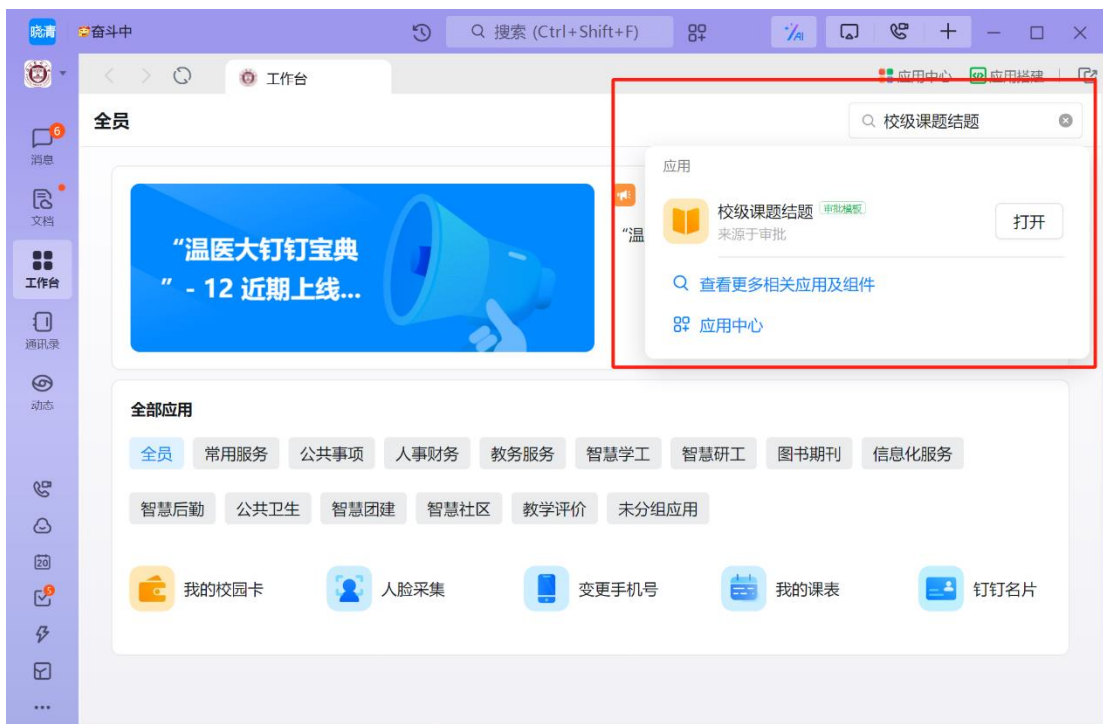 晓青 奋斗中 搜索 (Ctrl+Shift+F) AI
工作台 应用中心 应用搭建
全员 校级课题结题
6
消息
文档
工作台
通讯录
动态
20
5
应用
校级课题结题 审批模板
来源于审批
打开
查看更多相关应用及组件
应用中心
“温医大钉钉宝典
” - 12 近期上线...
“温
全部应用
全员 常用服务 公共事项 人事财务 教务服务 智慧学工 智慧研工 图书期刊 信息化服务
智慧后勤 公共卫生 智慧团建 智慧社区 教学评价 未分组应用
我的校园卡 人脸采集 变更手机号 我的课表 钉钉名片